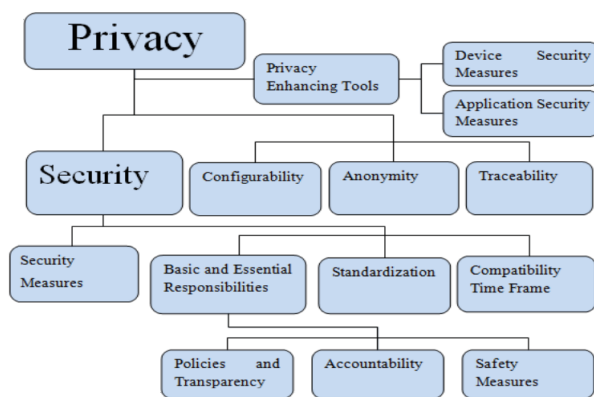 Privacy
Privacy
Enhancing Tools
Device Security
Measures
Application Security
Measures
Security
Configurability
Anonymity
Traceability
Security
Measures
Basic and Essential
Responsibilities
Standardization
Compatibility
Time Frame
Policies and
Transparency
Accountability
Safety
Measures